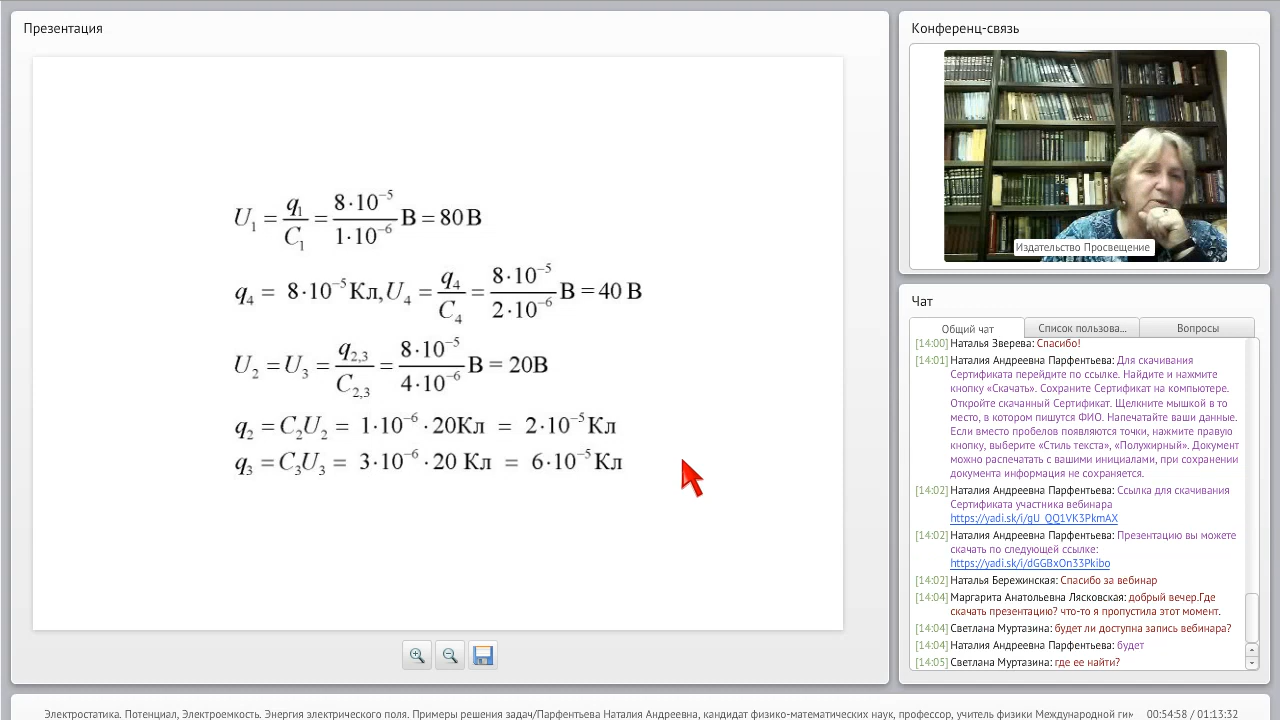 Презентация
U₁ = q₁/C₁ = 8·10⁻⁵/1·10⁻⁶ В = 80 В
q₄ = 8·10⁻⁵ Кл, U₄ = q₄/C₄ = 8·10⁻⁵/2·10⁻⁶ В = 40 В
U₂ = U₃ = q₂,₃/C₂,₃ = 8·10⁻⁵/4·10⁻⁶ В = 20В
q₂ = C₂U₂ = 1·10⁻⁶ · 20Кл = 2·10⁻⁵ Кл
q₃ = C₃U₃ = 3·10⁻⁶ · 20 Кл = 6·10⁻⁵ Кл
Конференц-связь
Издательство Просвещение
Чат
Общий чат
Список пользова...
Вопросы
[14:00] Наталья Зверева: Спасибо!
[14:01] Наталия Андреевна Парфентьева: Для скачивания
Сертификата перейдите по ссылке. Найдите и нажмите
кнопку «Скачать». Сохраните Сертификат на компьютере.
Откройте скачанный Сертификат. Щелкните мышкой в то
место, в котором пишутся ФИО. Напечатайте ваши данные.
Если вместо пробелов появляются точки, нажмите правую
кнопку, выберите «Стиль текста», «Полужирный». Документ
можно распечатать с вашими инициалами, при сохранении
документа информация не сохраняется.
[14:02] Наталия Андреевна Парфентьева: Ссылка для скачивания
Сертификата участника вебинара
https://yadi.sk/i/gU_QQ1VK3PkmAX
[14:02] Наталия Андреевна Парфентьева: Презентацию вы можете
скачать по следующей ссылке:
https://yadi.sk/i/dGGBxOn33Pkibo
[14:02] Наталья Бережинская: Спасибо за вебинар
[14:04] Маргарита Анатольевна Лясковская: добрый вечер.Где
скачать презентацию? что-то я пропустила этот момент.
[14:04] Светлана Муртазина: будет ли доступна запись вебинара?
[14:04] Наталия Андреевна Парфентьева: будет
[14:05] Светлана Муртазина: где ее найти?
Электростатика. Потенциал, Электроемкость. Энергия электрического поля. Примеры решения задач/Парфентьева Наталия Андреевна, кандидат физико-математических наук, профессор, учитель физики Международной гим
00:54:58 / 01:13:32